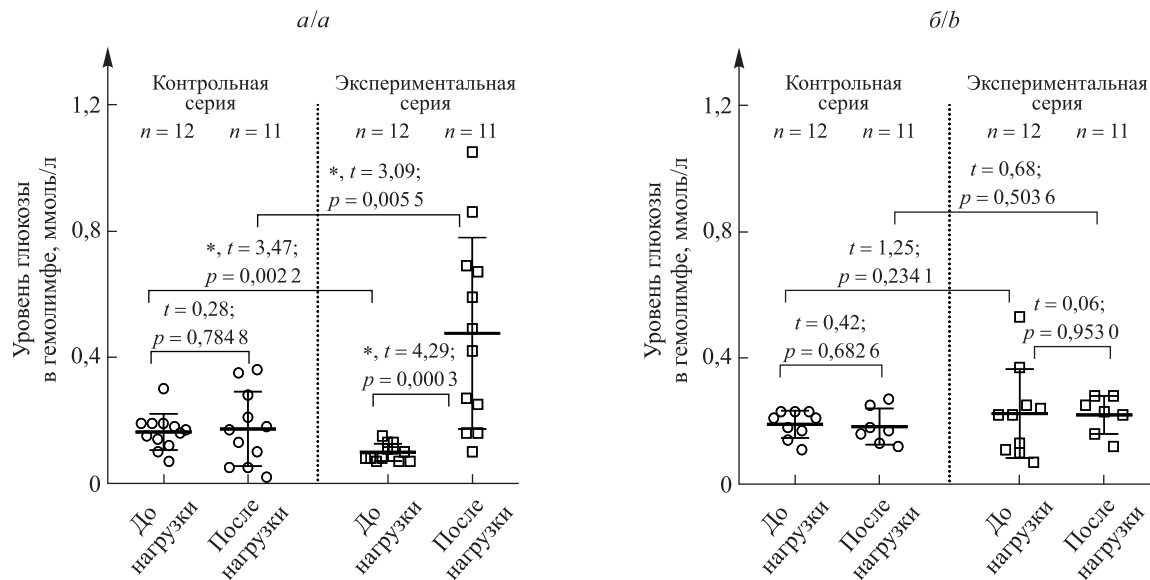 а/a
Уровень глюкозы
в гемолимфе, ммоль/л
1,2
0,8
0,4
0
Контрольная
серия
n = 12 n = 11
Экспериментальная
серия
n = 12 n = 11
*, t = 3,09;
p = 0,005 5
*, t = 3,47;
p = 0,002 2
t = 0,28;
p = 0,784 8
*, t = 4,29;
p = 0,000 3
До
нагрузки
После
нагрузки
До
нагрузки
После
нагрузки
б/b
Уровень глюкозы
в гемолимфе, ммоль/л
1,2
0,8
0,4
0
Контрольная
серия
n = 12 n = 11
Экспериментальная
серия
n = 12 n = 11
t = 0,68;
p = 0,503 6
t = 1,25;
p = 0,234 1
t = 0,42;
p = 0,682 6
t = 0,06;
p = 0,953 0
До
нагрузки
После
нагрузки
До
нагрузки
После
нагрузки